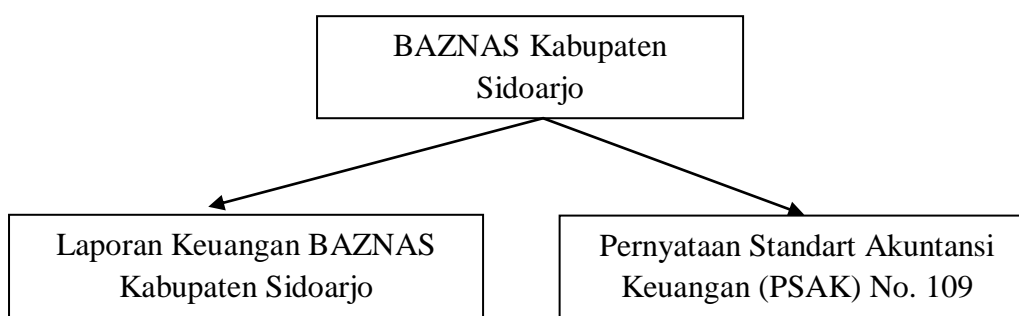 BAZNAS Kabupaten
Sidoarjo
Laporan Keuangan BAZNAS
Kabupaten Sidoarjo
Pernyataan Standart Akuntansi
Keuangan (PSAK) No. 109